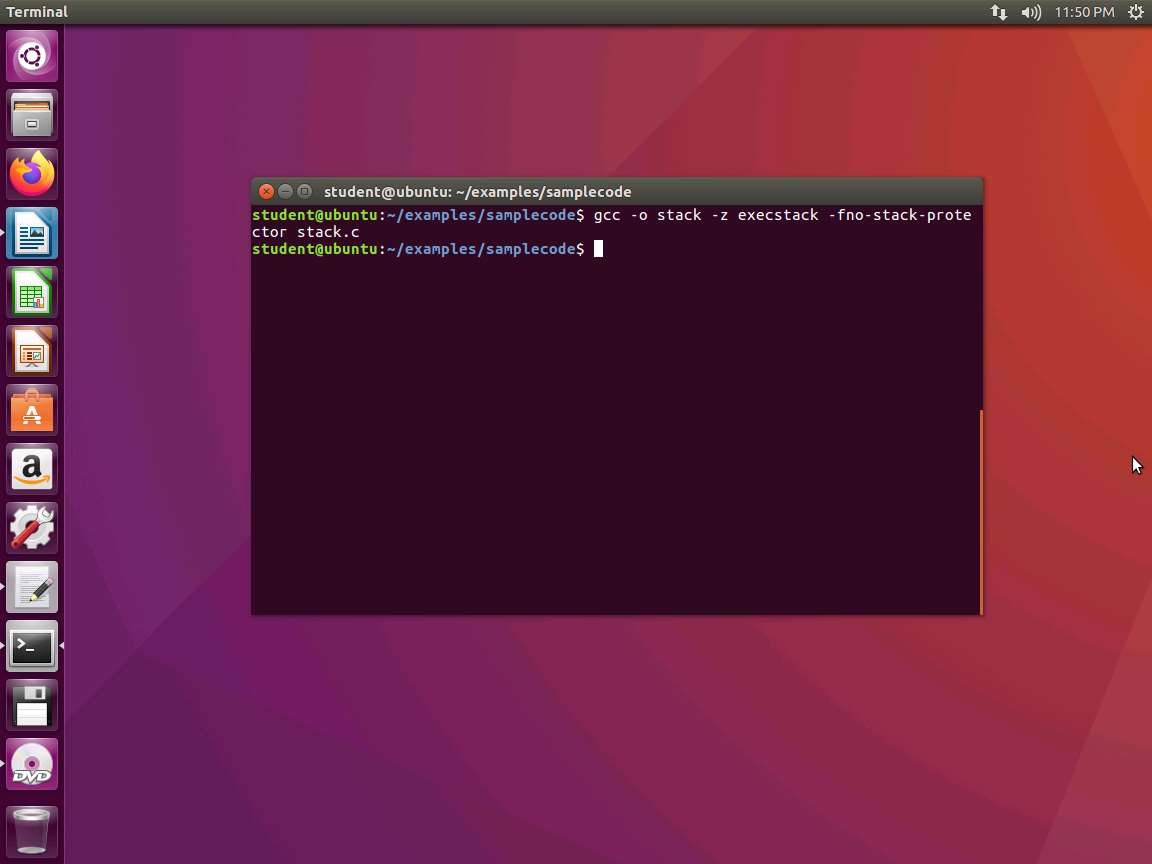 Terminal
11:50 PM
student@ubuntu: ~/examples/samplecode
student@ubuntu:~/examples/samplecode$ gcc -o stack -z execstack -fno-stack-prote
ctor stack.c
student@ubuntu:~/examples/samplecode$
A
a
>_
DVD